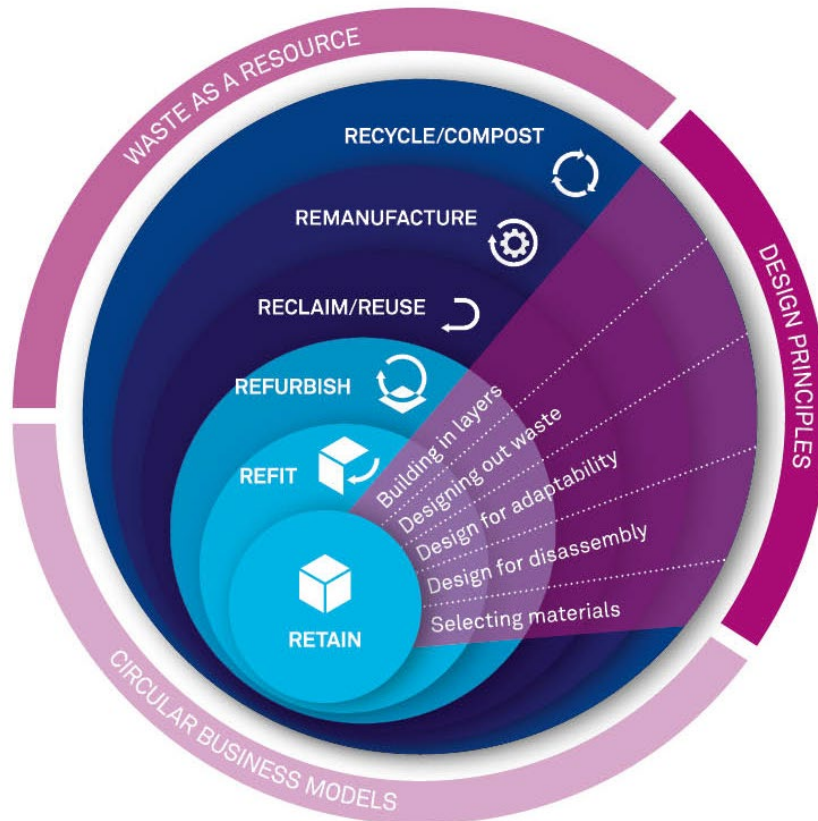 WASTE AS A RESOURCE
RECYCLE/COMPOST
REMANUFACTURE
RECLAIM/REUSE
REFURBISH
REFIT
RETAIN
Building in layers
Designing out waste
Design for adaptability
Design for disassembly
Selecting materials
DESIGN PRINCIPLES
CIRCULAR BUSINESS MODELS